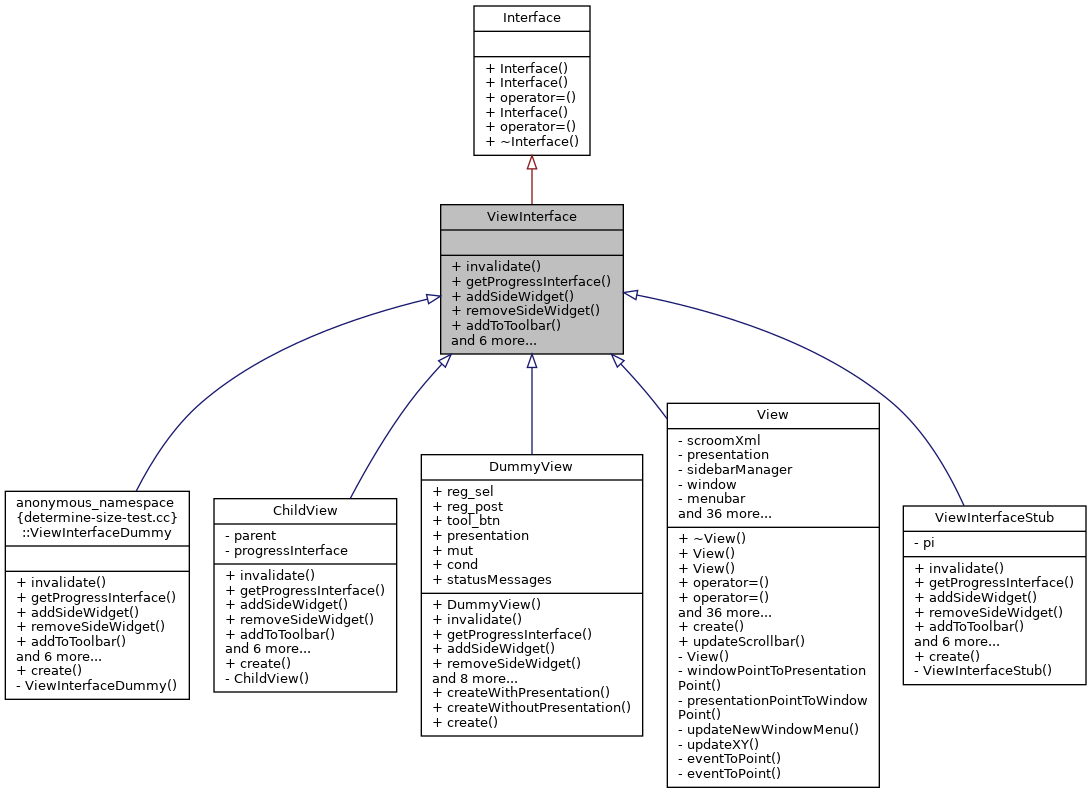 Interface
+ Interface()
+ Interface()
+ operator=()
+ Interface()
+ operator=()
+ ~Interface()
ViewInterface
+ invalidate()
+ getProgressInterface()
+ addSideWidget()
+ removeSideWidget()
+ addToToolbar()
and 6 more...
anonymous_namespace
{determine-size-test.cc}
::ViewInterfaceDummy
+ invalidate()
+ getProgressInterface()
+ addSideWidget()
+ removeSideWidget()
+ addToToolbar()
and 6 more...
+ create()
- ViewInterfaceDummy()
ChildView
- parent
- progressInterface
+ invalidate()
+ getProgressInterface()
+ addSideWidget()
+ removeSideWidget()
+ addToToolbar()
and 6 more...
+ create()
- ChildView()
DummyView
+ reg_sel
+ reg_post
+ tool_btn
+ presentation
+ mut
+ cond
+ statusMessages
+ DummyView()
+ invalidate()
+ getProgressInterface()
+ addSideWidget()
+ removeSideWidget()
and 8 more...
+ createWithPresentation()
+ createWithoutPresentation()
+ create()
View
- scroomXml
- presentation
- sidebarManager
- window
- menubar
and 36 more...
+ ~View()
+ View()
+ View()
+ operator=()
+ operator=()
and 36 more...
+ create()
+ updateScrollbar()
- View()
- windowPointToPresentation
Point()
- presentationPointToWindow
Point()
- updateNewWindowMenu()
- updateXY()
- eventToPoint()
- eventToPoint()
ViewInterfaceStub
- pi
+ invalidate()
+ getProgressInterface()
+ addSideWidget()
+ removeSideWidget()
+ addToToolbar()
and 6 more...
+ create()
- ViewInterfaceStub()